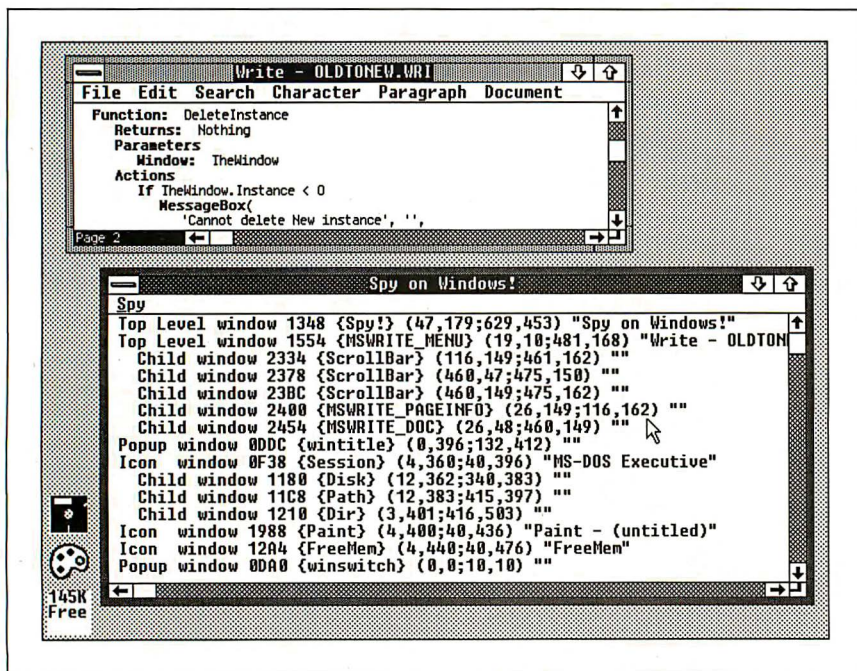 Write - OLDTONEW.WRI
File Edit Search Character Paragraph Document
Function: DeleteInstance
Returns: Nothing
Parameters
Window: TheWindow
Actions
If TheWindow.Instance < 0
MessageBox(
'Cannot delete New instance', '',
Page 2
Spy on Windows!
Spy
Top Level window 1348 {Spy!} (47,179;629,453) "Spy on Windows!"
Top Level window 1554 {MSWRITE_MENU} (19,10;481,168) "Write - OLDTON
Child window 2334 {ScrollBar} (116,149;461,162) ""
Child window 2378 {ScrollBar} (460,47;475,150) ""
Child window 23BC {ScrollBar} (460,149;475,162) ""
Child window 2400 {MSWRITE_PAGEINFO} (26,149;116,162) ""
Child window 2454 {MSWRITE_DOC} (26,48;460,149) ""
Popup window 0DDC {wintitle} (0,396;132,412) ""
Icon window 0F38 {Session} (4,360;40,396) "MS-DOS Executive"
Child window 1180 {Disk} (12,362;340,383) ""
Child window 11C8 {Path} (12,383;415,397) ""
Child window 1210 {Dir} (3,401;416,503) ""
Icon window 1988 {Paint} (4,400;40,436) "Paint - (untitled)"
Icon window 12A4 {FreeMem} (4,440;40,476) "FreeMem"
Popup window 0DA0 {winswitch} (0,0;10,10) ""
145K
Free